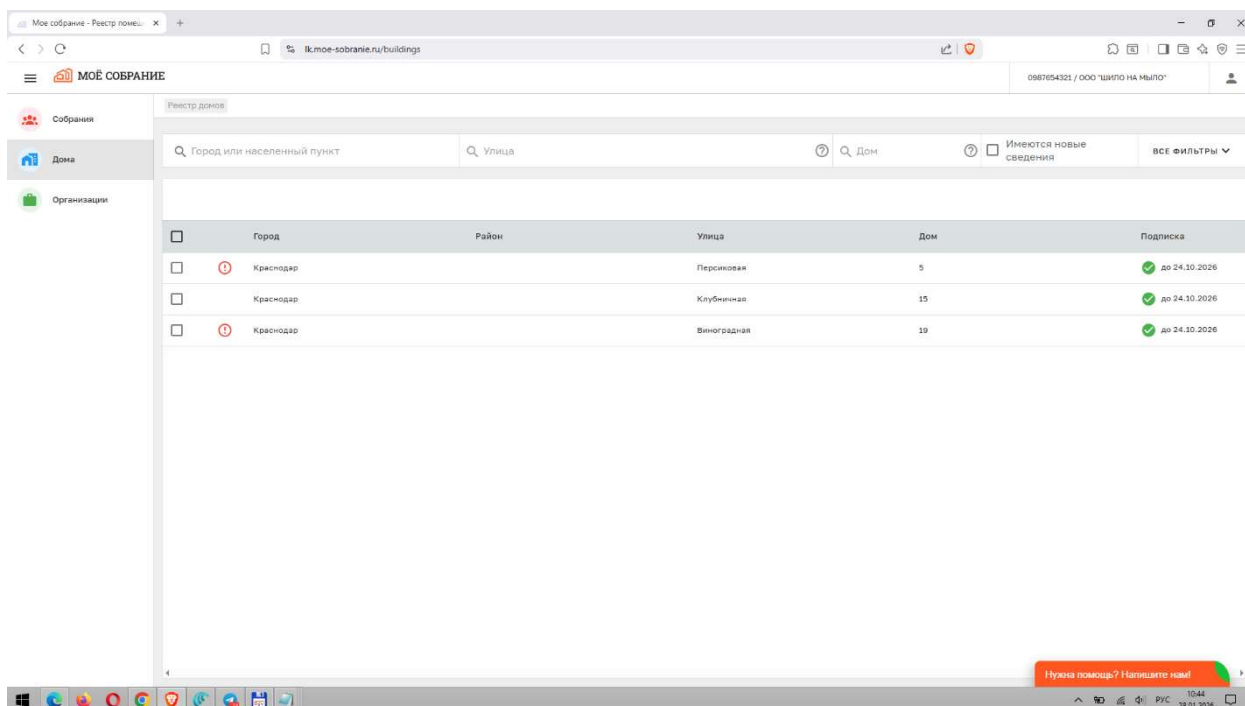 Мое собрание - Реестр помещ
lk.moe-sobranie.ru/buildings
МОЁ СОБРАНИЕ
0987654321 / ООО "ШИЛО НА МЫЛО"
Собрания
Дома
Организации
Реестр домов
Город или населенный пункт
Улица
Дом
Имеются новые
сведения
ВСЕ ФИЛЬТРЫ
Город Район Улица Дом Подписка
Краснодар Персиковая 5 до 24.10.2026
Краснодар Клубничная 15 до 24.10.2026
Краснодар Виноградная 19 до 24.10.2026
Нужна помощь? Напишите нам!
РУС
10:44
28.01.2026